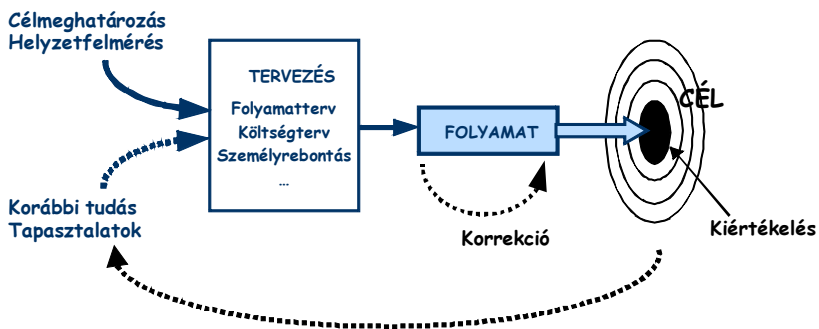 Célmeghatározás
Helyzetfelmérés
TERVEZÉS
Folyamatterv
Költségterv
Személyrebontás
...
FOLYAMAT
CÉL
Korábbi tudás
Tapasztalatok
Korrekció
Kiértékelés